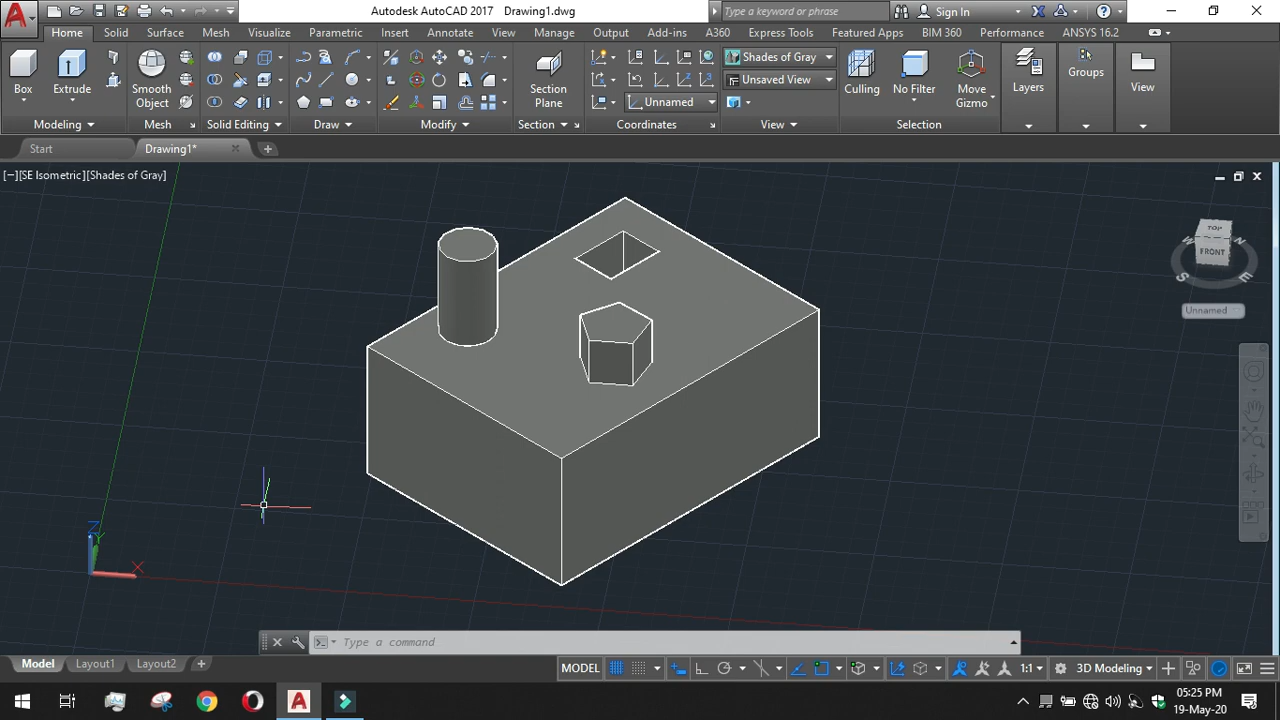 Autodesk AutoCAD 2017 Drawing1.dwg Type a keyword or phrase Sign In
Home Solid Surface Mesh Visualize Parametric Insert Annotate View Manage Output Add-ins A360 Express Tools Featured Apps BIM 360 Performance ANSYS 16.2
Box Extrude Smooth Object Section Plane Shades of Gray Unsaved View Unnamed Culling No Filter Move Gizmo Layers Groups View
Modeling Mesh Solid Editing Draw Modify Section Coordinates View Selection
Start Drawing1*
[−][SE Isometric][Shades of Gray]
TOP
W N
FRONT
S E
Unnamed
Z
Y
X
Type a command
Model Layout1 Layout2 MODEL 1:1 3D Modeling
05:25 PM
19-May-20